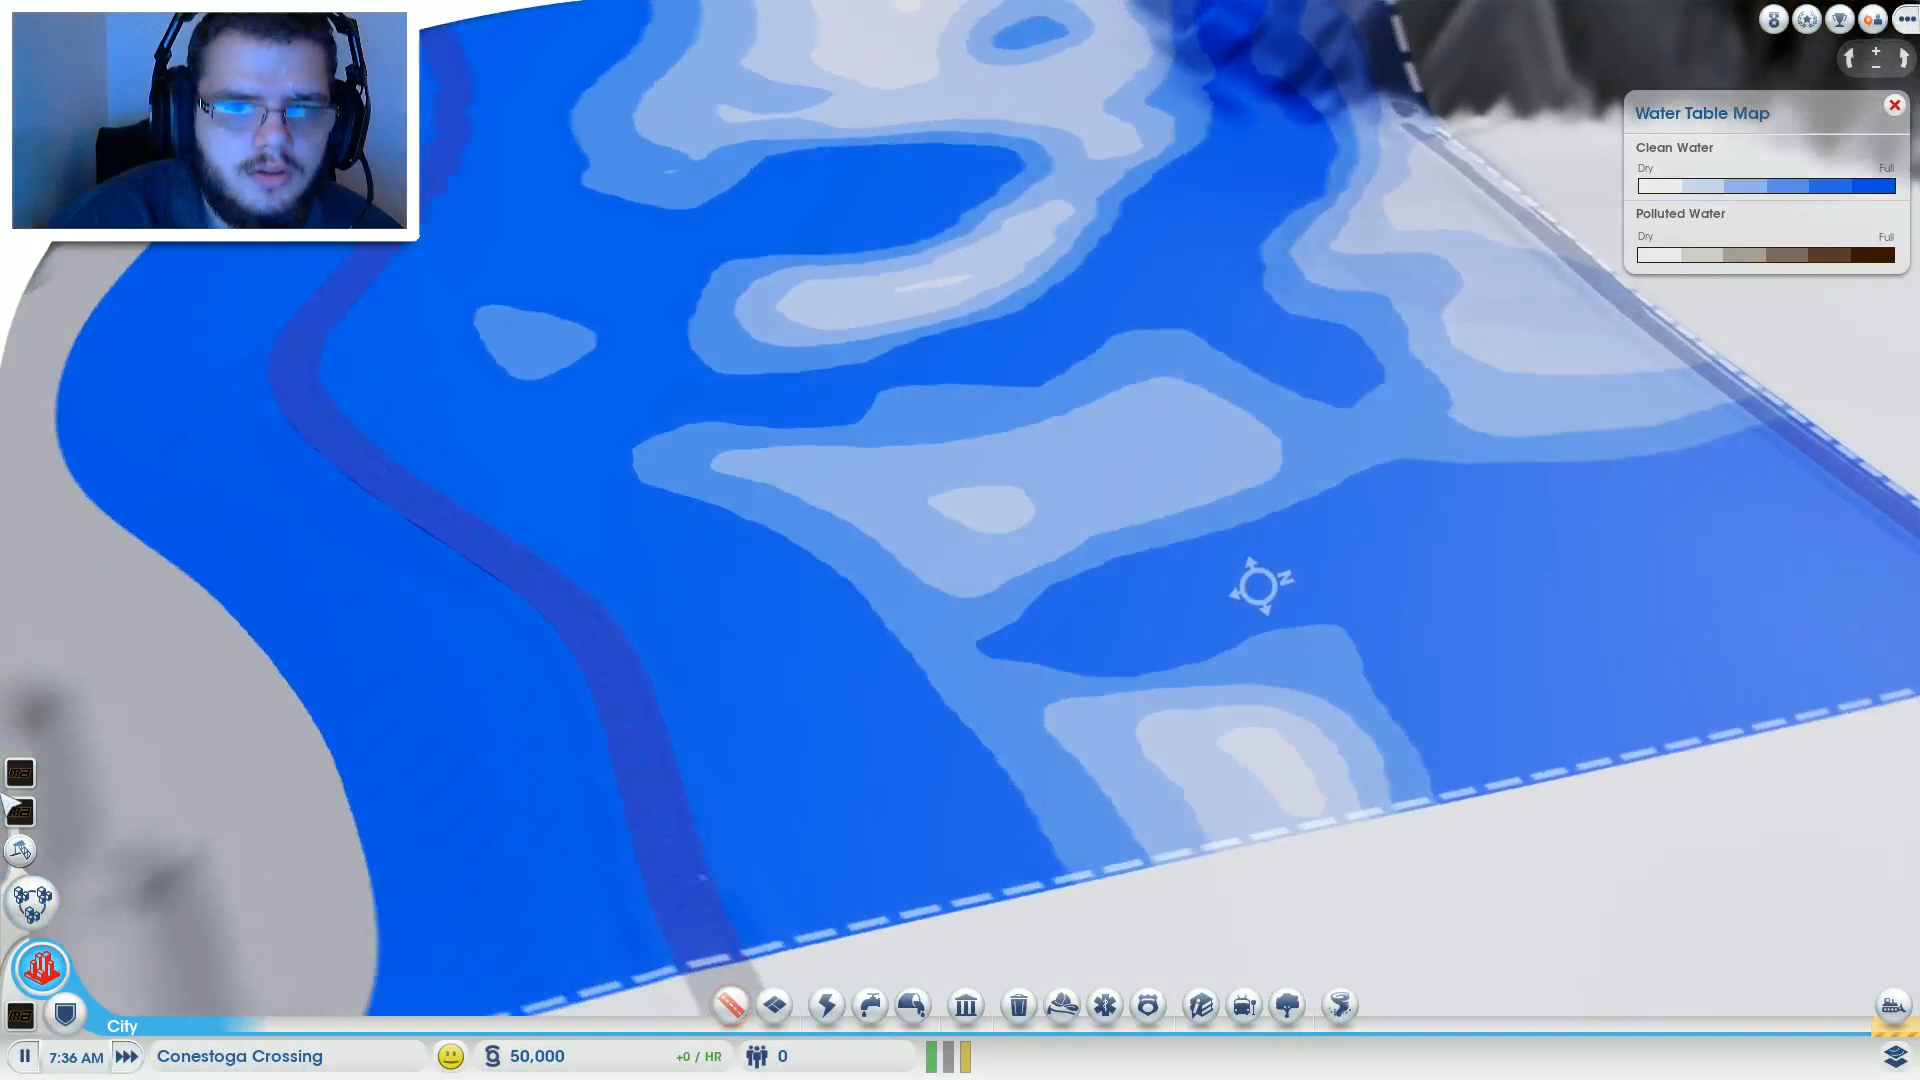 Water Table Map
Clean Water
Dry Full
Polluted Water
Dry Full
N
City
7:36 AM Conestoga Crossing 50,000 +0 / HR 0